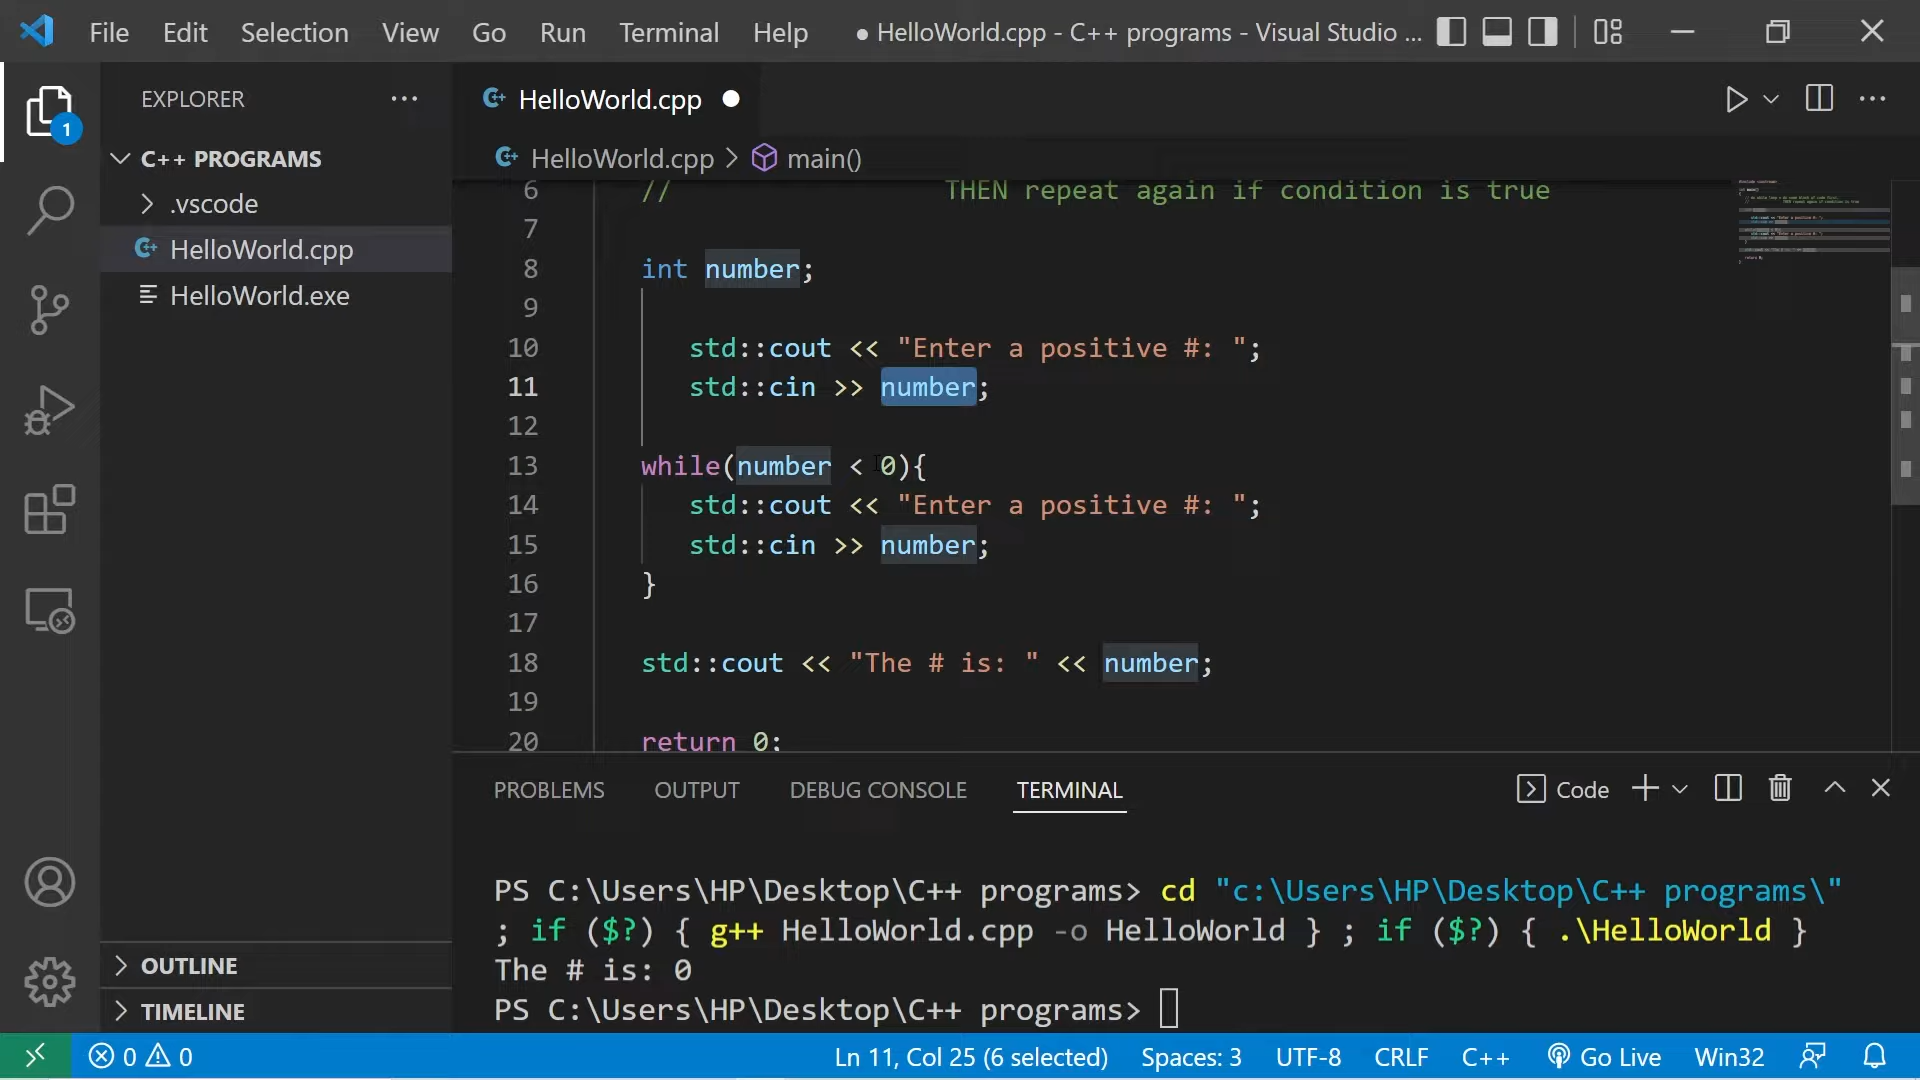 File Edit Selection View Go Run Terminal Help ● HelloWorld.cpp - C++ programs - Visual Studio ...
EXPLORER
1
C++ PROGRAMS
.vscode
HelloWorld.cpp
HelloWorld.exe
OUTLINE
TIMELINE
HelloWorld.cpp
HelloWorld.cpp > main()
6 // THEN repeat again if condition is true
7
8 int number;
9
10 std::cout << "Enter a positive #: ";
11 std::cin >> number;
12
13 while(number < 0){
14 std::cout << "Enter a positive #: ";
15 std::cin >> number;
16 }
17
18 std::cout << "The # is: " << number;
19
20 return 0;
PROBLEMS OUTPUT DEBUG CONSOLE TERMINAL Code
PS C:\Users\HP\Desktop\C++ programs> cd "c:\Users\HP\Desktop\C++ programs\"
; if ($?) { g++ HelloWorld.cpp -o HelloWorld } ; if ($?) { .\HelloWorld }
The # is: 0
PS C:\Users\HP\Desktop\C++ programs>
0 0 Ln 11, Col 25 (6 selected) Spaces: 3 UTF-8 CRLF C++ Go Live Win32